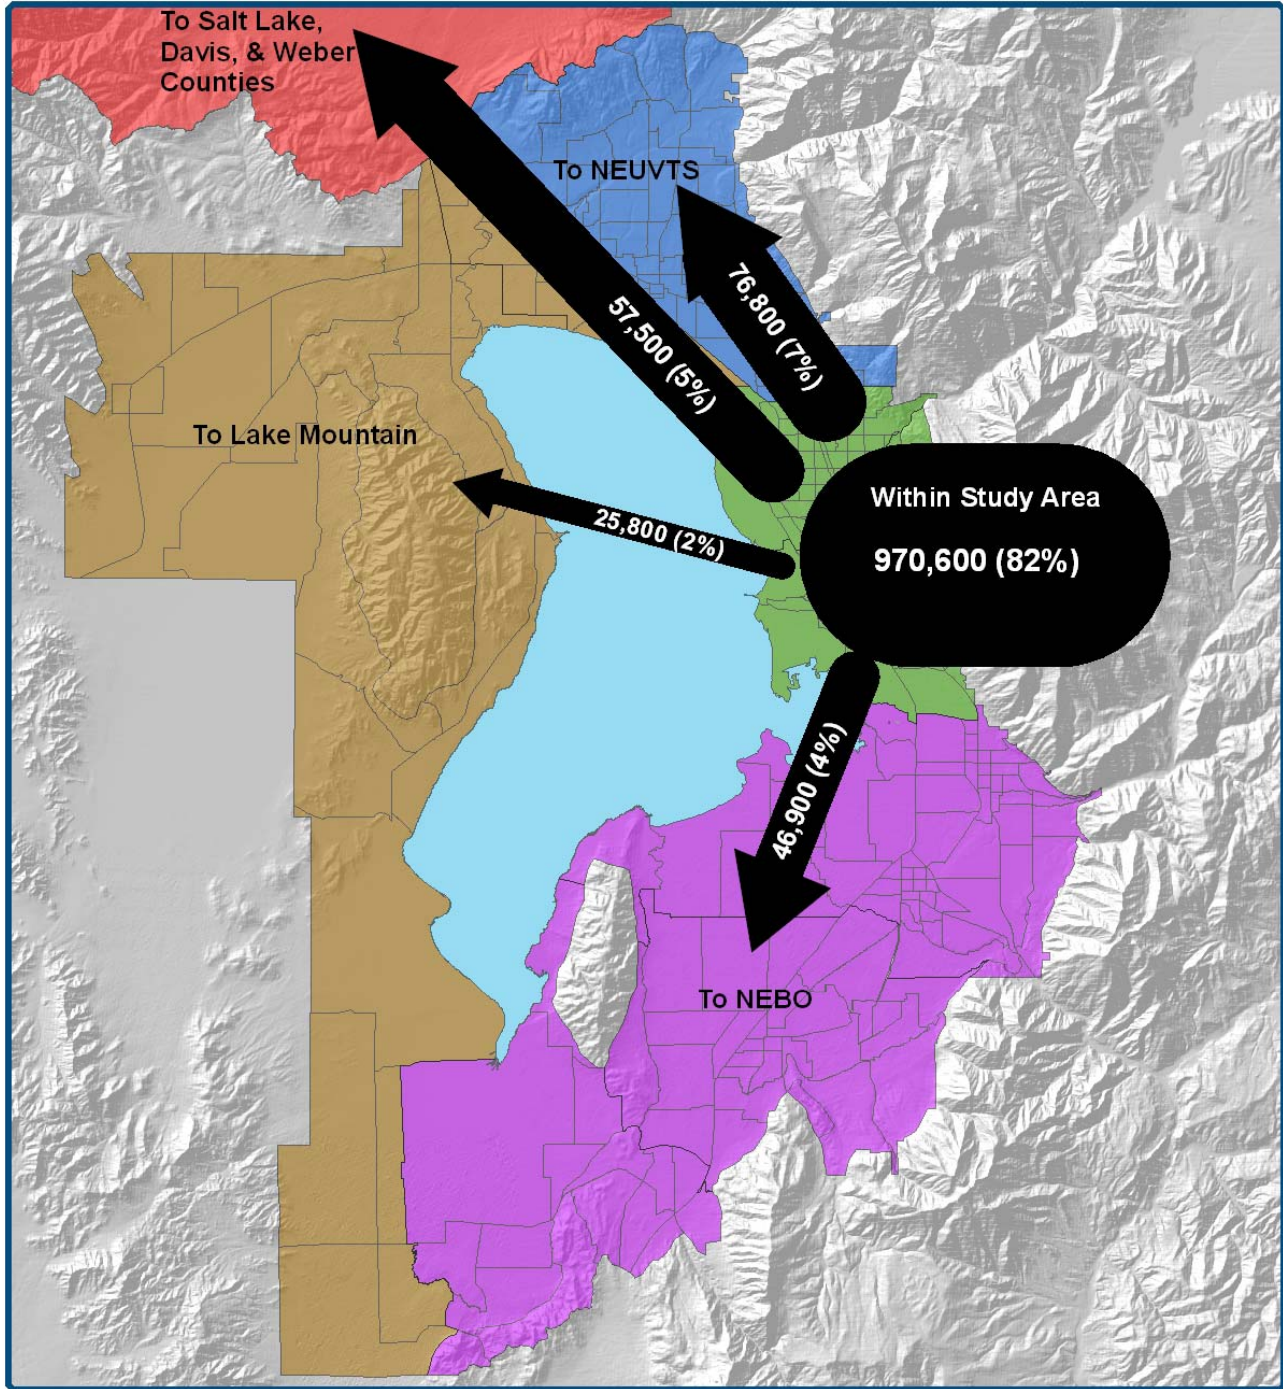 To Salt Lake,
Davis, & Weber
Counties
To NEUVTS
76,800 (7%)
57,500 (5%)
To Lake Mountain
Within Study Area
25,800 (2%)
970,600 (82%)
46,900 (4%)
To NEBO